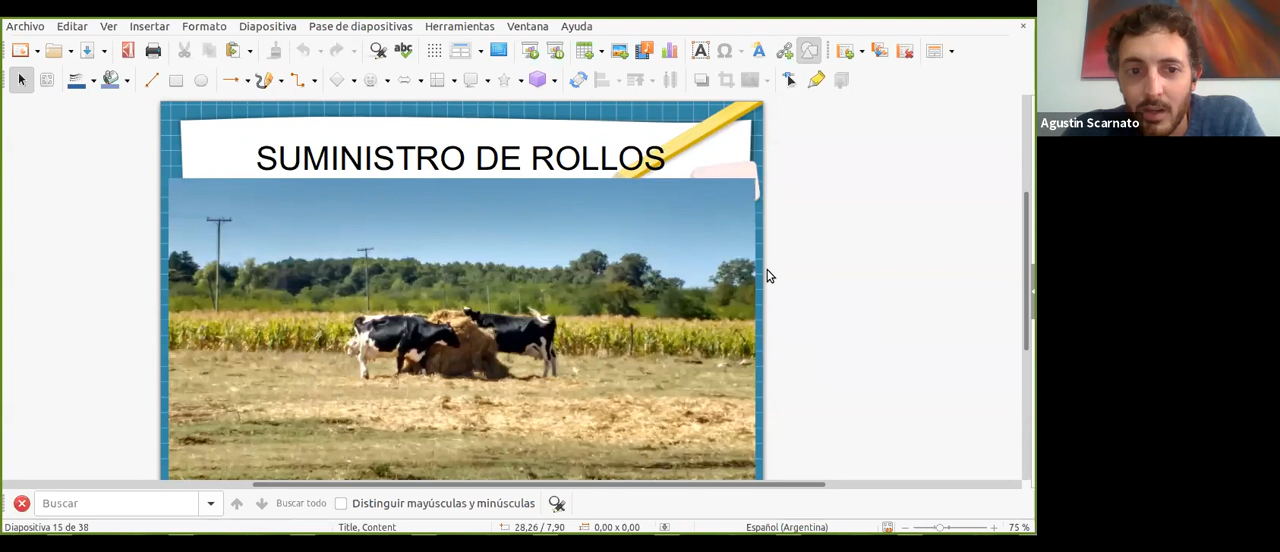 Archivo Editar Ver Insertar Formato Diapositiva Pase de diapositivas Herramientas Ventana Ayuda
Agustin Scarnato
SUMINISTRO DE ROLLOS
Buscar Buscar todo Distinguir mayúsculas y minúsculas
Diapositiva 15 de 38 Title, Content 28,26 / 7,90 0,00 x 0,00 Español (Argentina) 75 %